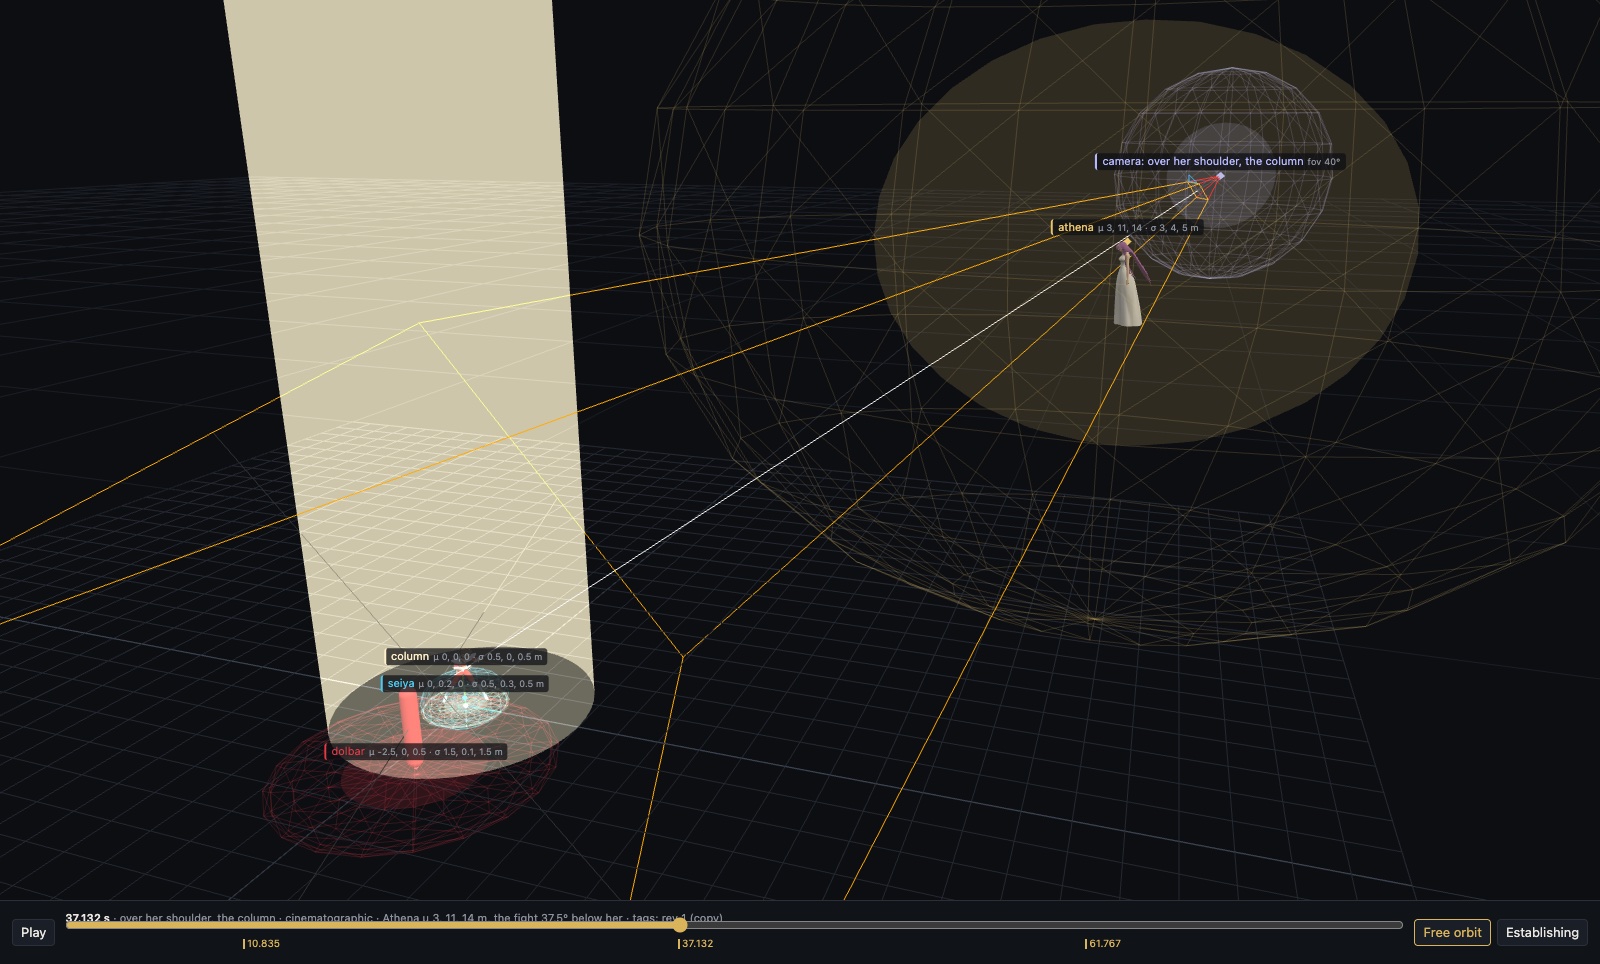 camera: over her shoulder, the column fov 40°
athena μ 3, 11, 14 · σ 3, 4, 5 m
column μ 0, 0, 0 · σ 0.5, 0, 0.5 m
seiya μ 0, 0.2, 0 · σ 0.5, 0.3, 0.5 m
dolbar μ -2.5, 0, 0.5 · σ 1.5, 0.1, 1.5 m
37.132 s · over her shoulder, the column · cinematographic · Athena μ 3, 11, 14 m, the fight 37.5° below her · tags: rev 1 (copy)
Play
Free orbit
Establishing
10.835
37.132
61.767